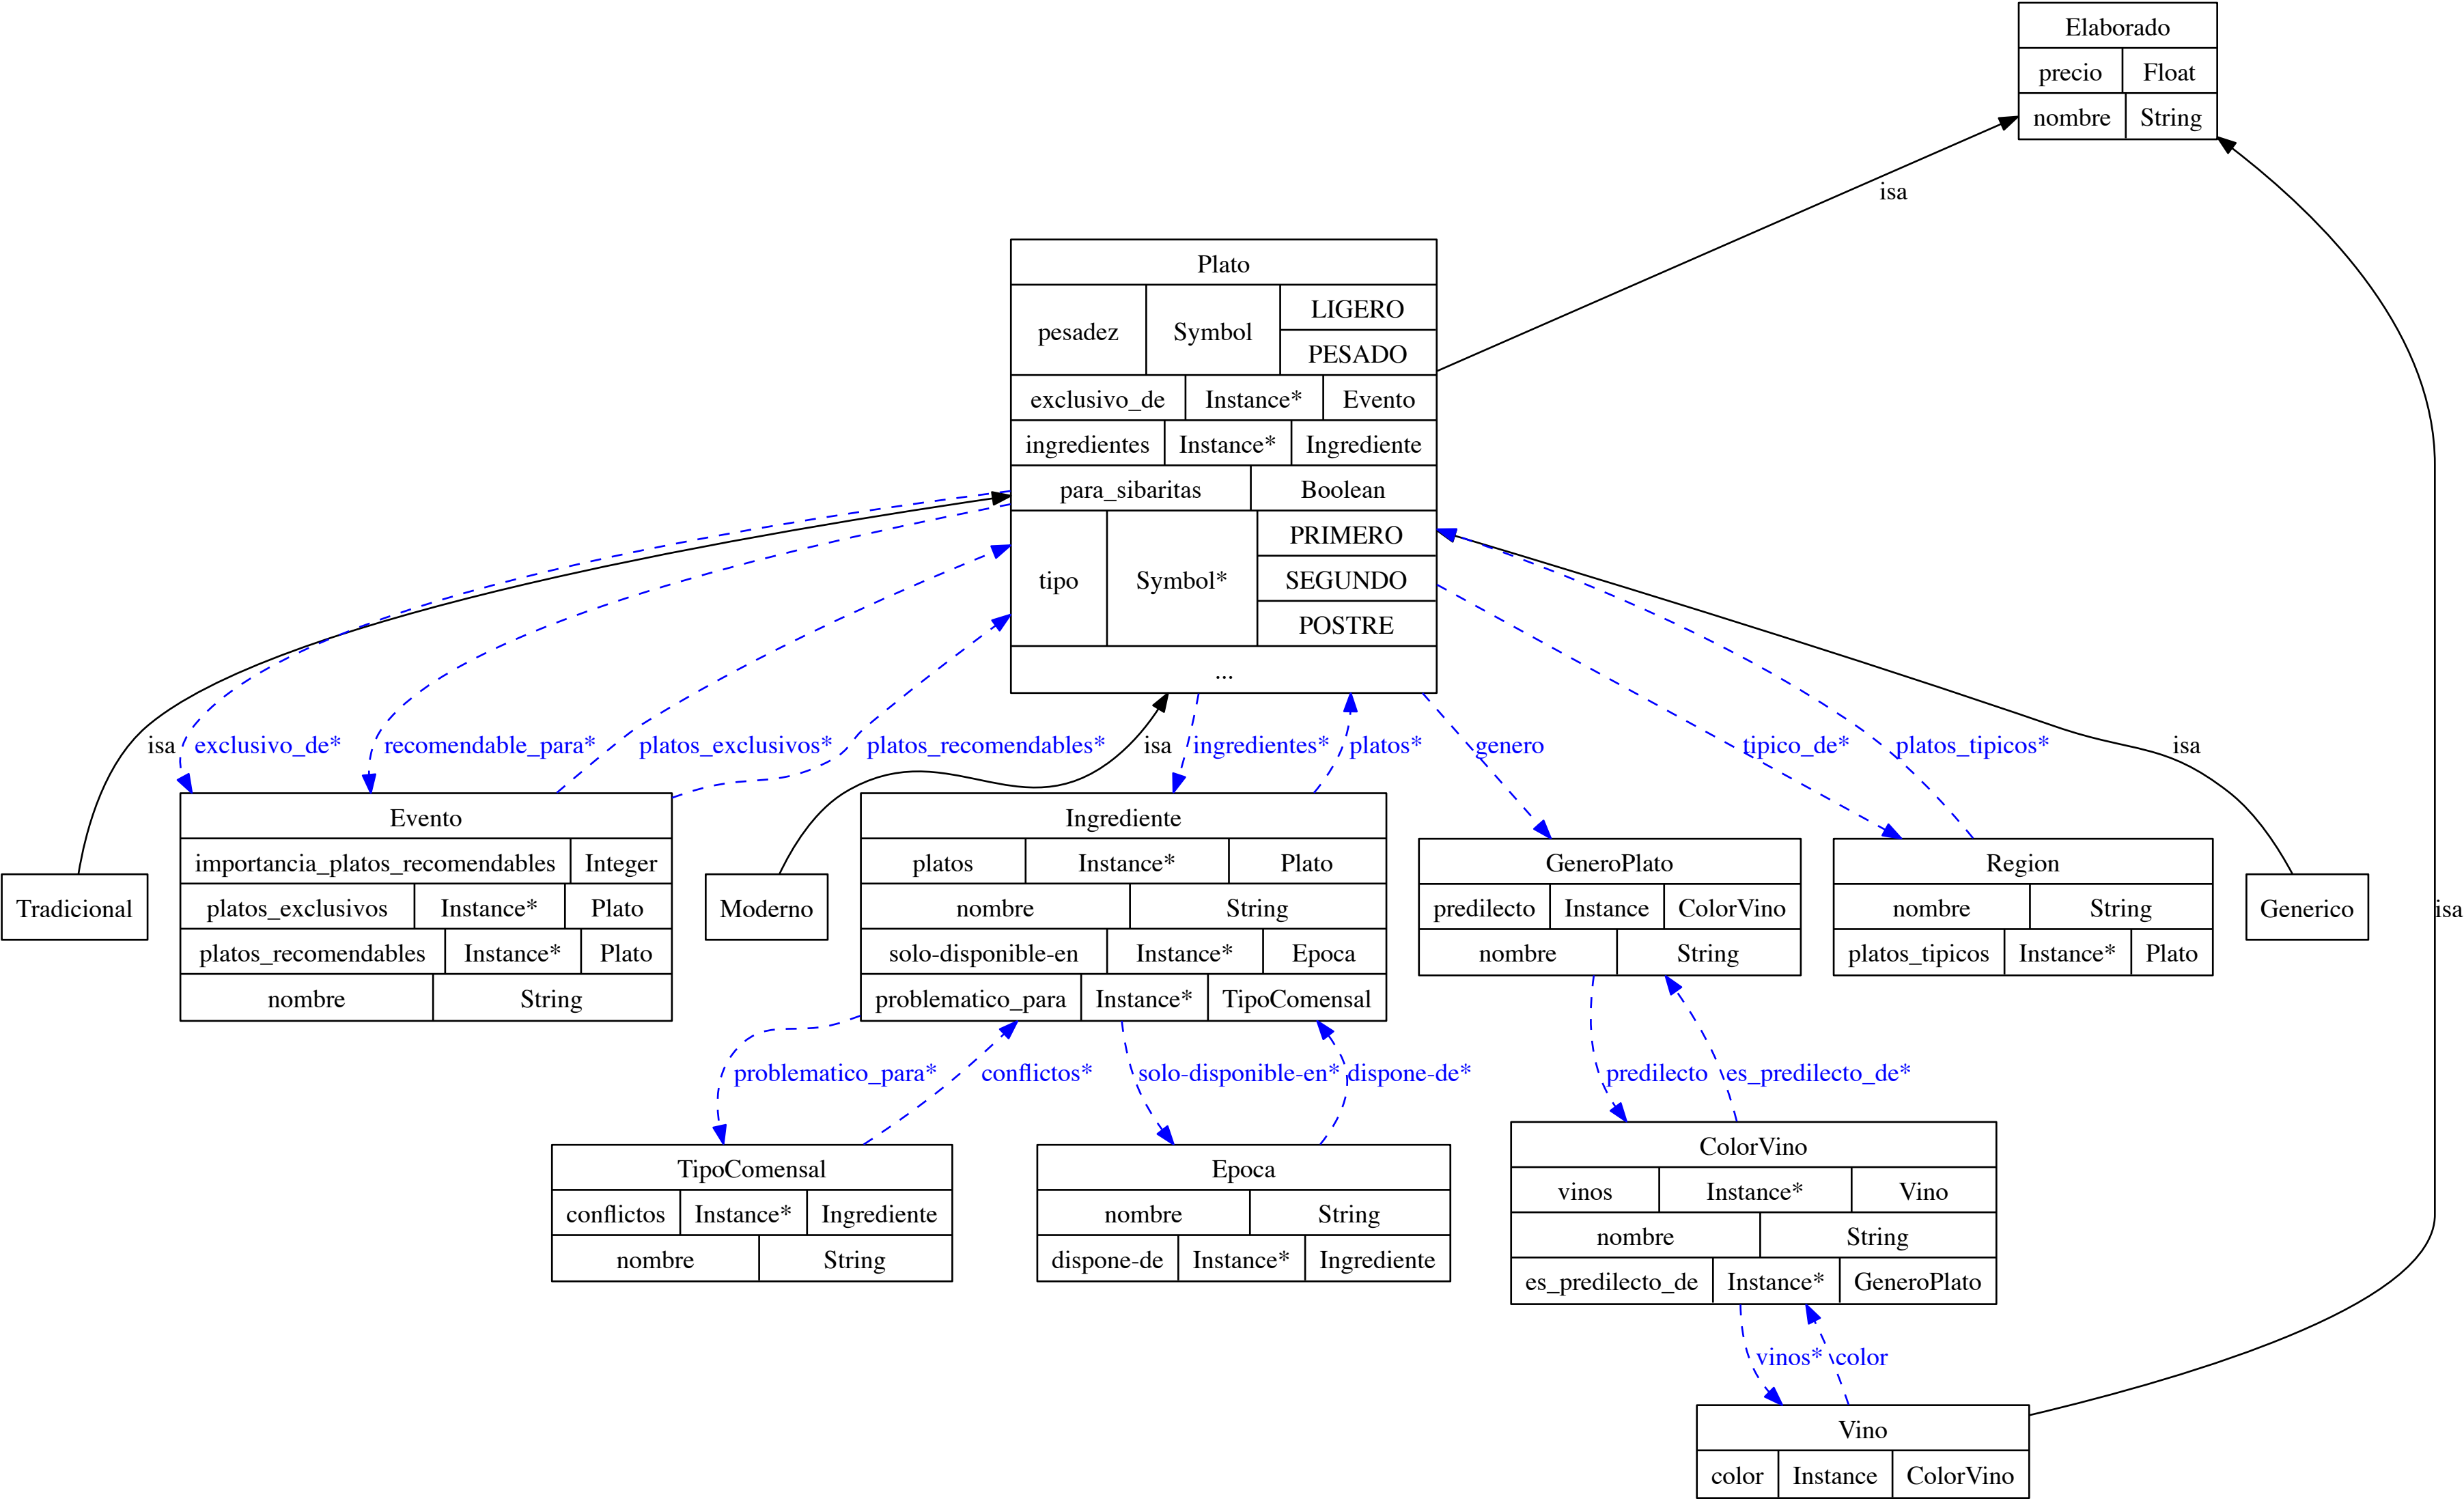 Elaborado
precio Float
nombre String
isa
Plato
pesadez Symbol LIGERO
PESADO
exclusivo_de Instance* Evento
ingredientes Instance* Ingrediente
para_sibaritas Boolean
tipo Symbol* PRIMERO
SEGUNDO
POSTRE
...
isa exclusivo_de* recomendable_para* platos_exclusivos* platos_recomendables* isa ingredientes* platos* genero tipico_de* platos_tipicos* isa
Tradicional
Evento
importancia_platos_recomendables Integer
platos_exclusivos Instance* Plato
platos_recomendables Instance* Plato
nombre String
Moderno
Ingrediente
platos Instance* Plato
nombre String
solo-disponible-en Instance* Epoca
problematico_para Instance* TipoComensal
GeneroPlato
predilecto Instance ColorVino
nombre String
Region
nombre String
platos_tipicos Instance* Plato
Generico
isa
problematico_para* conflictos* solo-disponible-en* dispone-de* predilecto es_predilecto_de*
TipoComensal
conflictos Instance* Ingrediente
nombre String
Epoca
nombre String
dispone-de Instance* Ingrediente
ColorVino
vinos Instance* Vino
nombre String
es_predilecto_de Instance* GeneroPlato
vinos* color
Vino
color Instance ColorVino